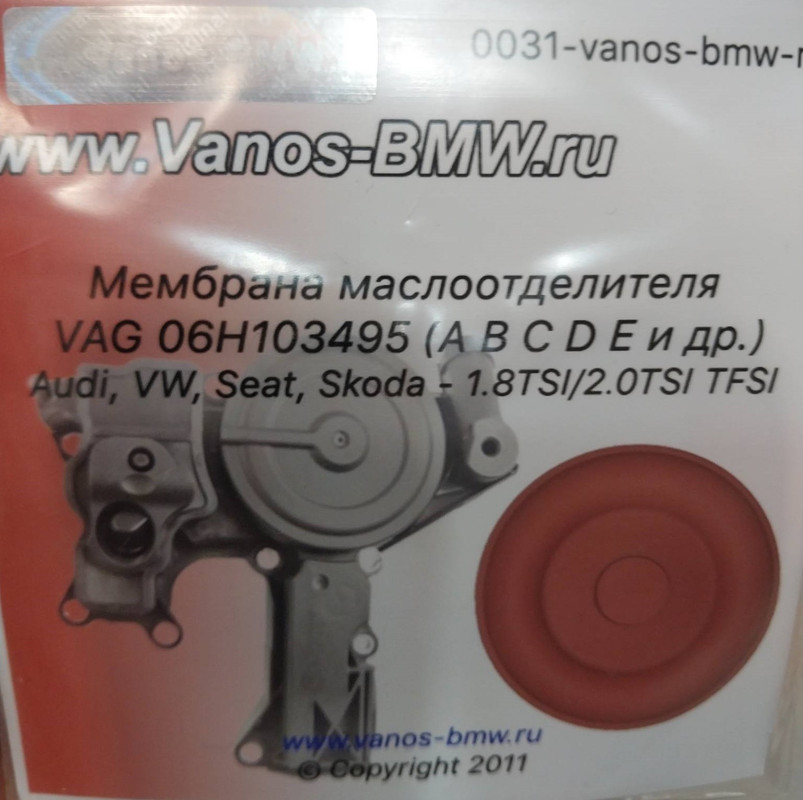 0031-vanos-bmw-r
www.Vanos-BMW.ru
Мембрана маслоотделителя
VAG 06H103495 (A B C D E и др.)
Audi, VW, Seat, Skoda - 1.8TSI/2.0TSI TFSI
www.vanos-bmw.ru
© Copyright 2011